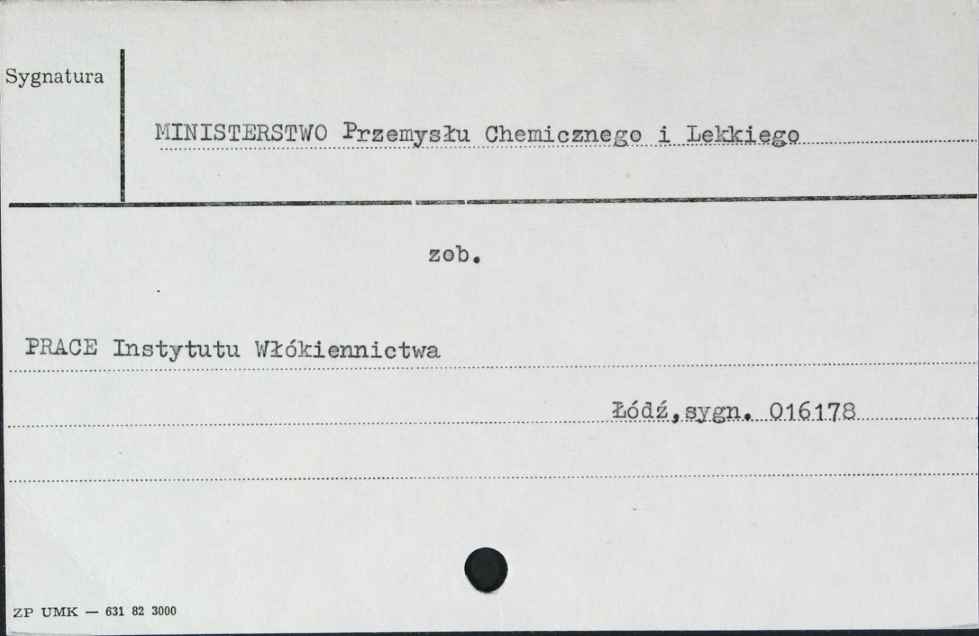 Sygnatura
MINISTERSTWO Przemysłu Chemicznego i Lekkiego
zob.
PRACE Instytutu Włókiennictwa
Łódź,sygn. 016178
ZP UMK — 631 82 3000